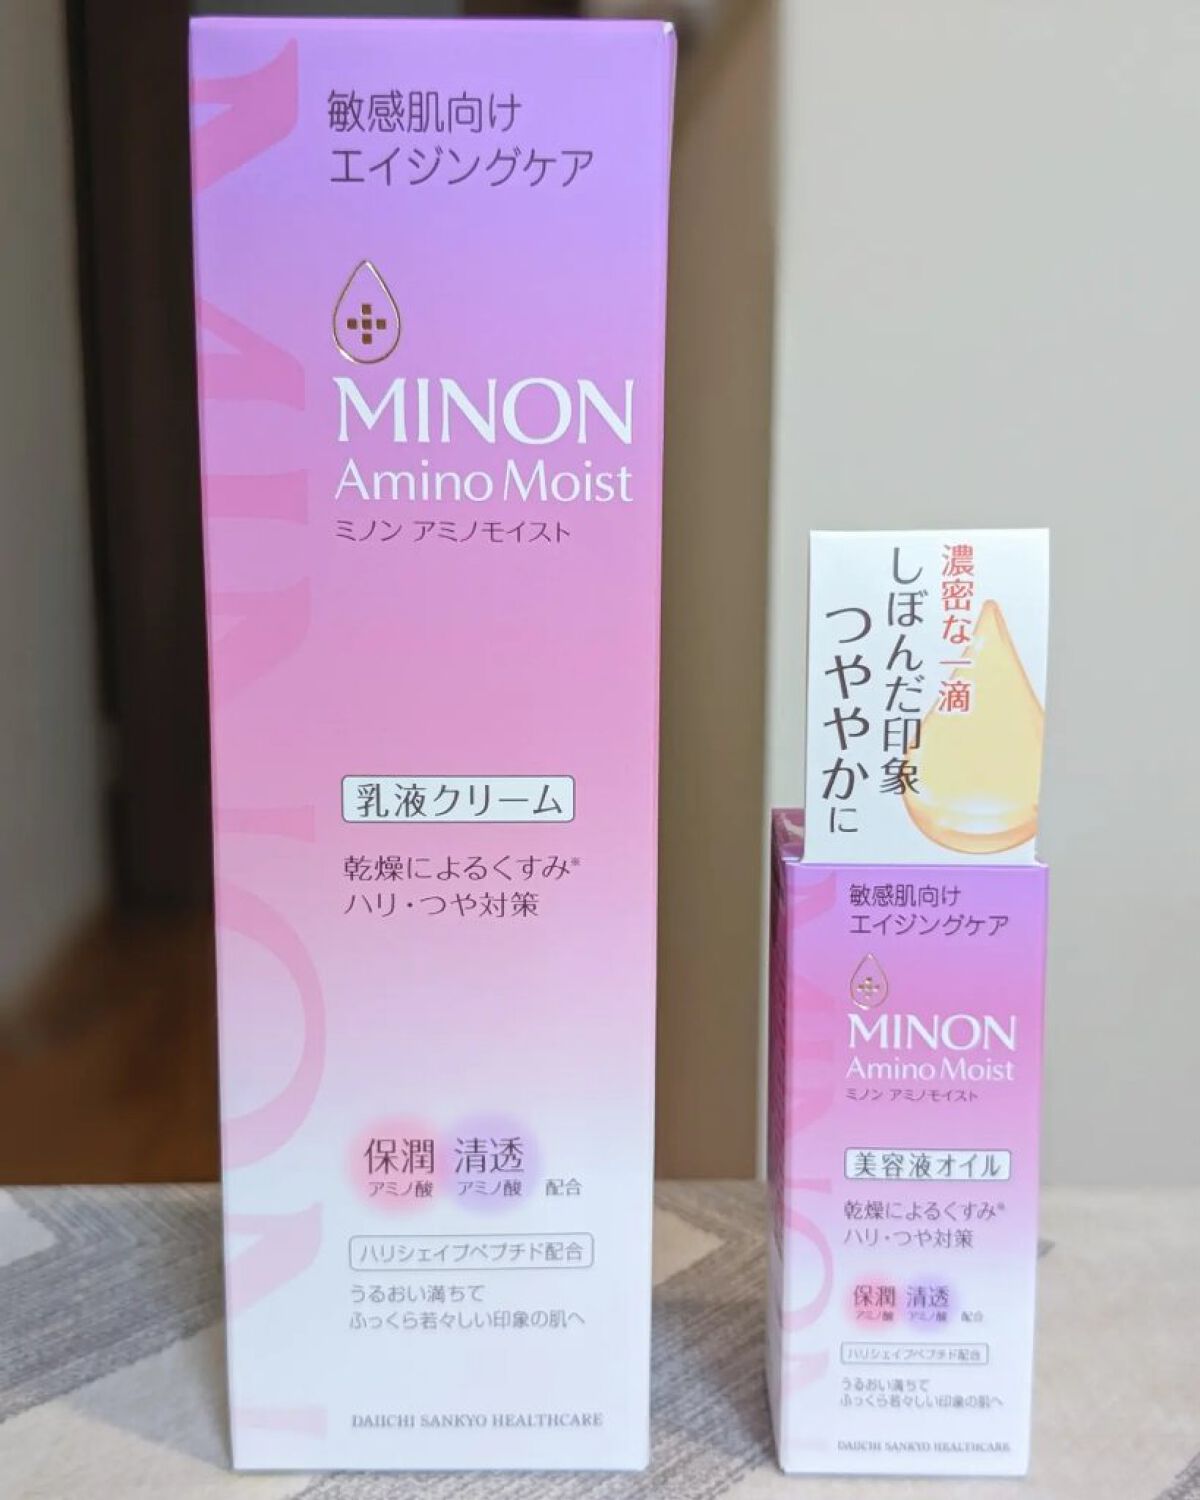 敏感肌向け
エイジングケア
MINON
Amino Moist
ミノン アミノモイスト
乳液クリーム
乾燥によるくすみ※
ハリ・つや対策
保潤 清透
アミノ酸 アミノ酸 配合
ハリシェイプペプチド配合
うるおい満ちて
ふっくら若々しい印象の肌へ
DAIICHI SANKYO HEALTHCARE
MINON
濃密な一滴
しぼんだ印象
つややかに
敏感肌向け
エイジングケア
MINON
Amino Moist
ミノン アミノモイスト
美容液オイル
乾燥によるくすみ※
ハリ・つや対策
保潤 清透
アミノ酸 アミノ酸 配合
ハリシェイプペプチド配合
うるおい満ちて
ふっくら若々しい印象の肌へ
DAIICHI SANKYO HEALTHCARE
MINON